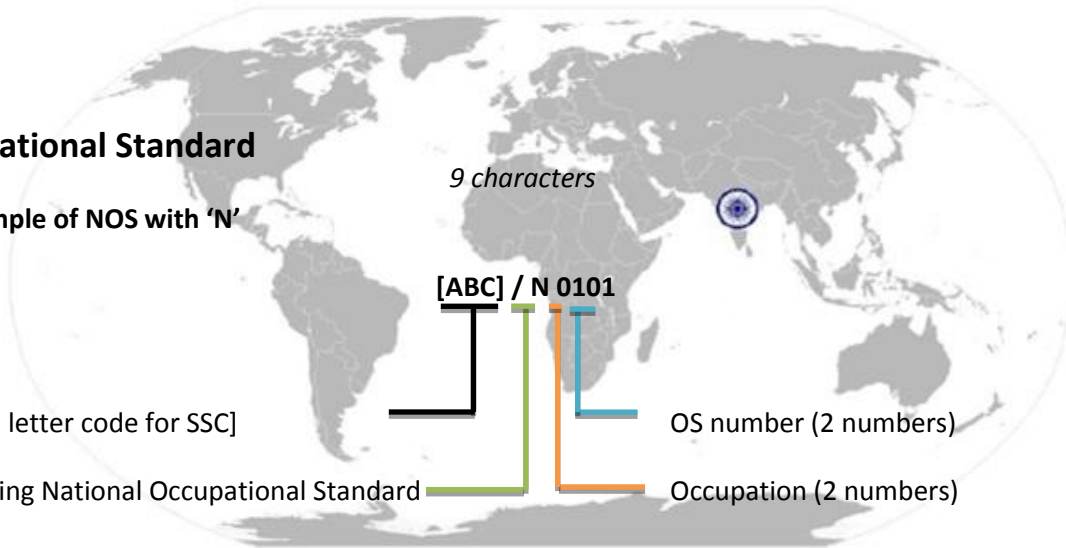 ational Standard
9 characters
mple of NOS with ‘N’
[ABC] / N 0101
letter code for SSC]
OS number (2 numbers)
ing National Occupational Standard
Occupation (2 numbers)